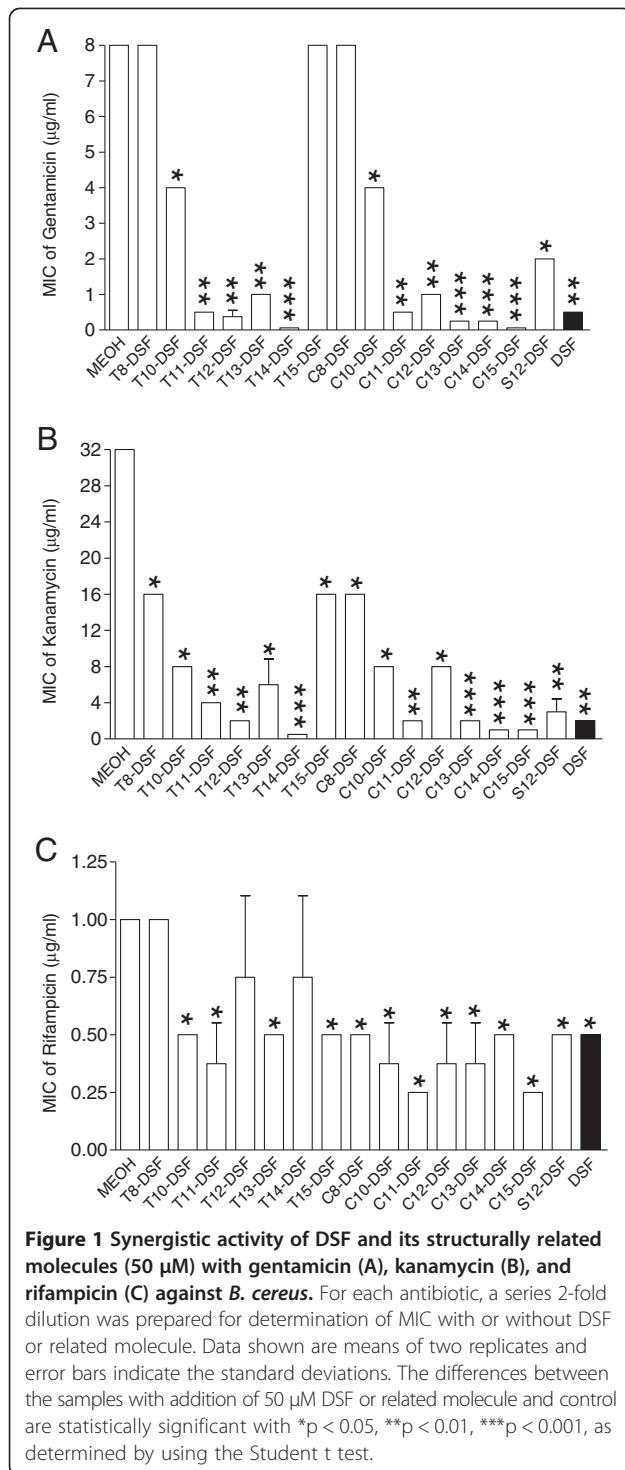 A
MIC of Gentamicin (µg/ml)
8
6
4
2
0
* ** ** ** *** * ** ** *** *** *** * **
MEOH T8-DSF T10-DSF T11-DSF T12-DSF T13-DSF T14-DSF T15-DSF C8-DSF C10-DSF C11-DSF C12-DSF C13-DSF C14-DSF C15-DSF S12-DSF DSF
B
MIC of Kanamycin (µg/ml)
32
28
24
20
16
12
8
4
0
* * ** ** * *** * * * ** * *** *** *** ** **
MEOH T8-DSF T10-DSF T11-DSF T12-DSF T13-DSF T14-DSF T15-DSF C8-DSF C10-DSF C11-DSF C12-DSF C13-DSF C14-DSF C15-DSF S12-DSF DSF
C
MIC of Rifampicin (µg/ml)
1.25
1.00
0.75
0.50
0.25
0.00
* * * * * * * * * * * * *
MEOH T8-DSF T10-DSF T11-DSF T12-DSF T13-DSF T14-DSF T15-DSF C8-DSF C10-DSF C11-DSF C12-DSF C13-DSF C14-DSF C15-DSF S12-DSF DSF
Figure 1 Synergistic activity of DSF and its structurally related
molecules (50 µM) with gentamicin (A), kanamycin (B), and
rifampicin (C) against B. cereus. For each antibiotic, a series 2-fold
dilution was prepared for determination of MIC with or without DSF
or related molecule. Data shown are means of two replicates and
error bars indicate the standard deviations. The differences between
the samples with addition of 50 µM DSF or related molecule and control
are statistically significant with *p < 0.05, **p < 0.01, ***p < 0.001, as
determined by using the Student t test.